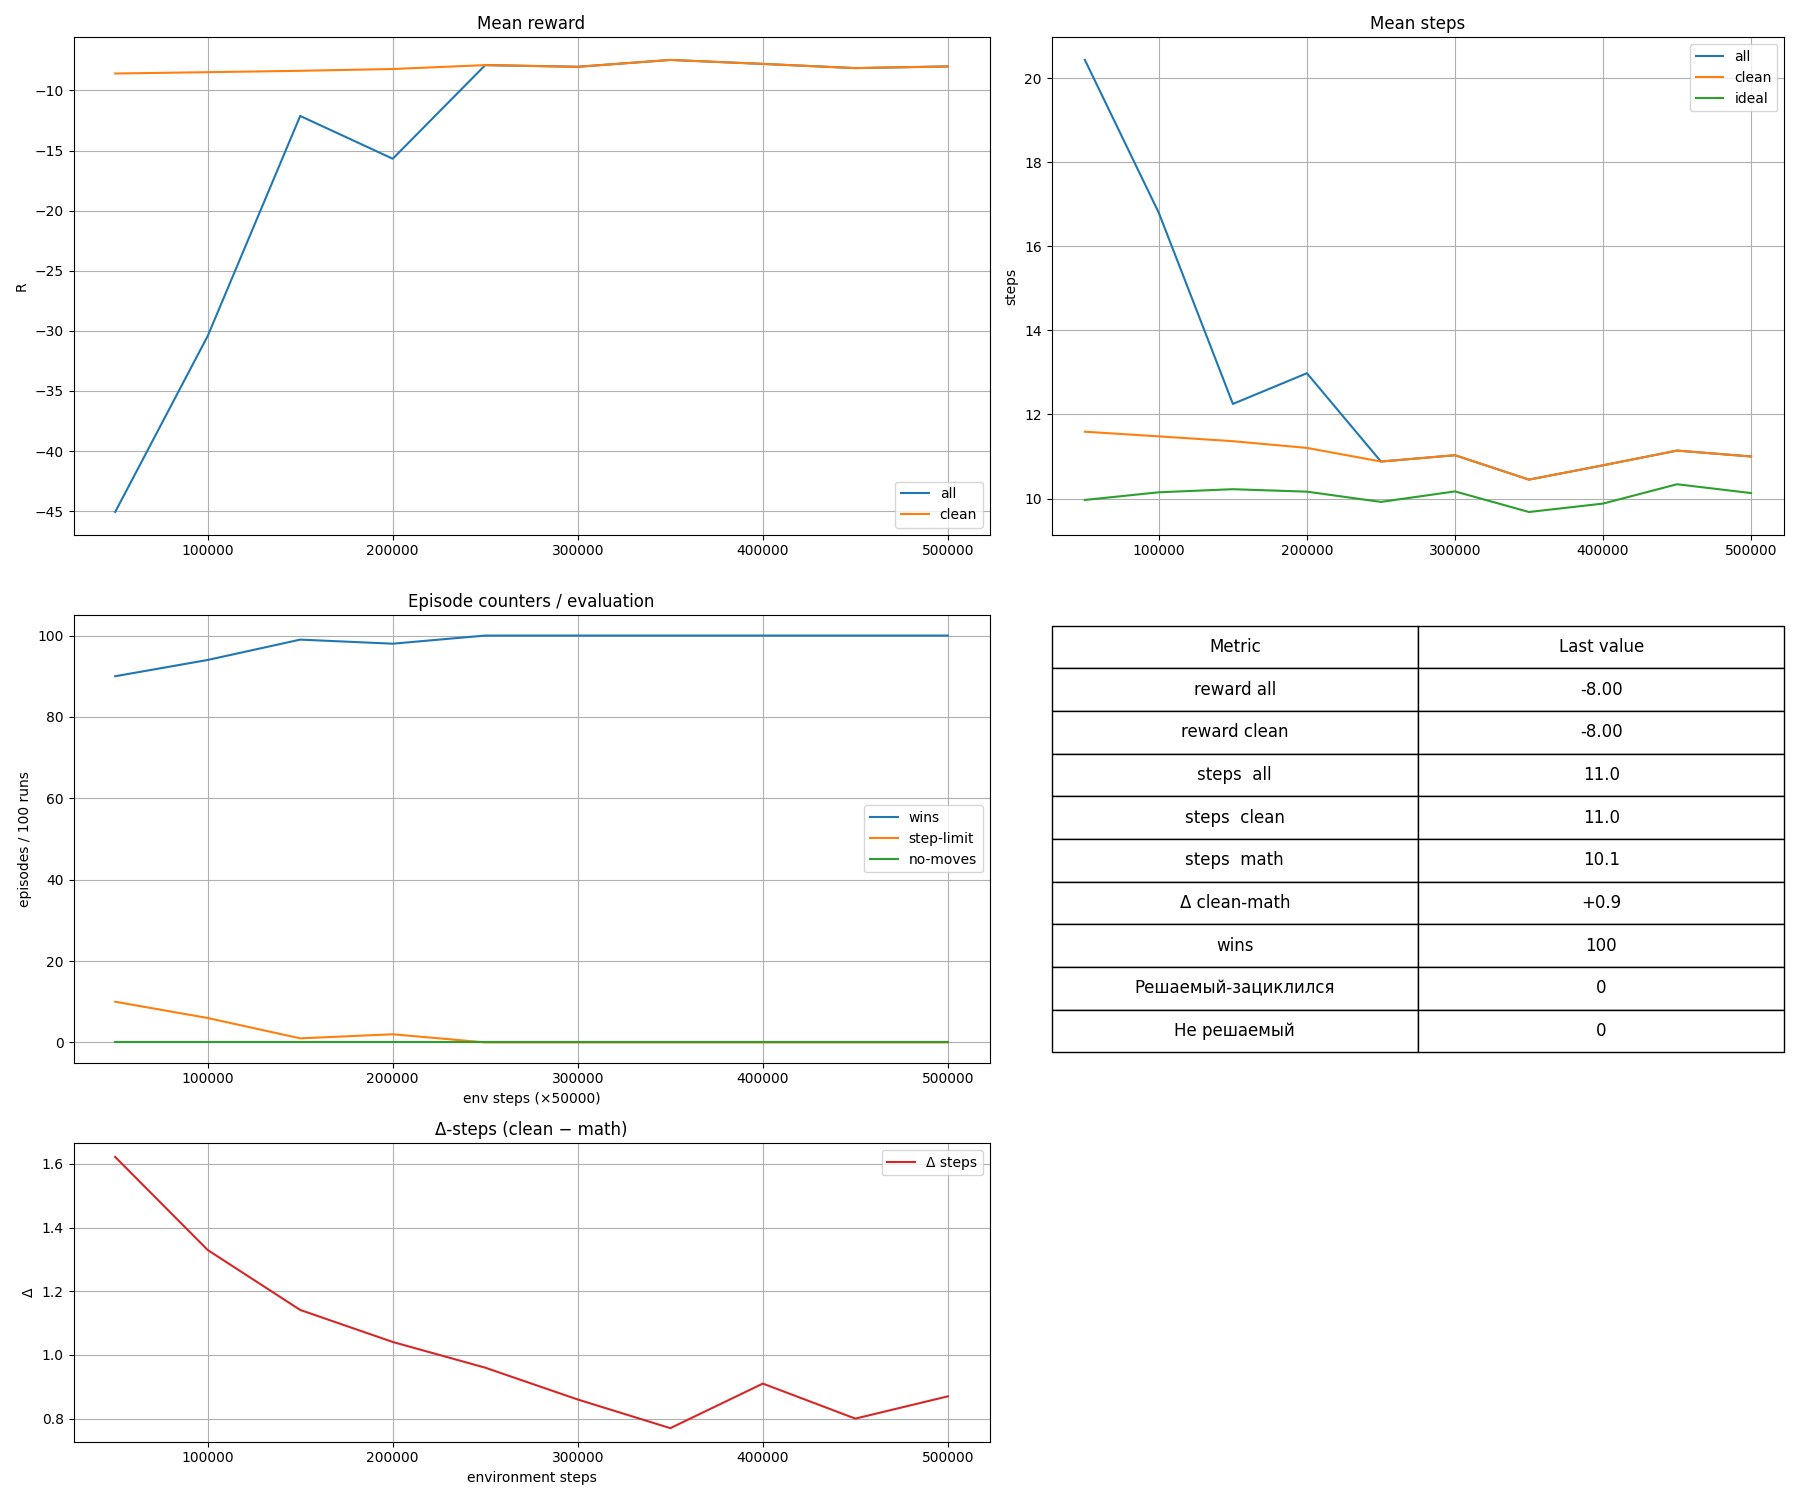 Mean reward
R
−10
−15
−20
−25
−30
−35
−40
−45
100000 200000 300000 400000 500000
all
clean
Mean steps
steps
20
18
16
14
12
10
100000 200000 300000 400000 500000
all
clean
ideal
Episode counters / evaluation
episodes / 100 runs
100
80
60
40
20
0
100000 200000 300000 400000 500000
env steps (×50000)
wins
step-limit
no-moves
Metric Last value
reward all -8.00
reward clean -8.00
steps all 11.0
steps clean 11.0
steps math 10.1
Δ clean-math +0.9
wins 100
Решаемый-зациклился 0
Не решаемый 0
Δ-steps (clean − math)
Δ
1.6
1.4
1.2
1.0
0.8
100000 200000 300000 400000 500000
environment steps
Δ steps